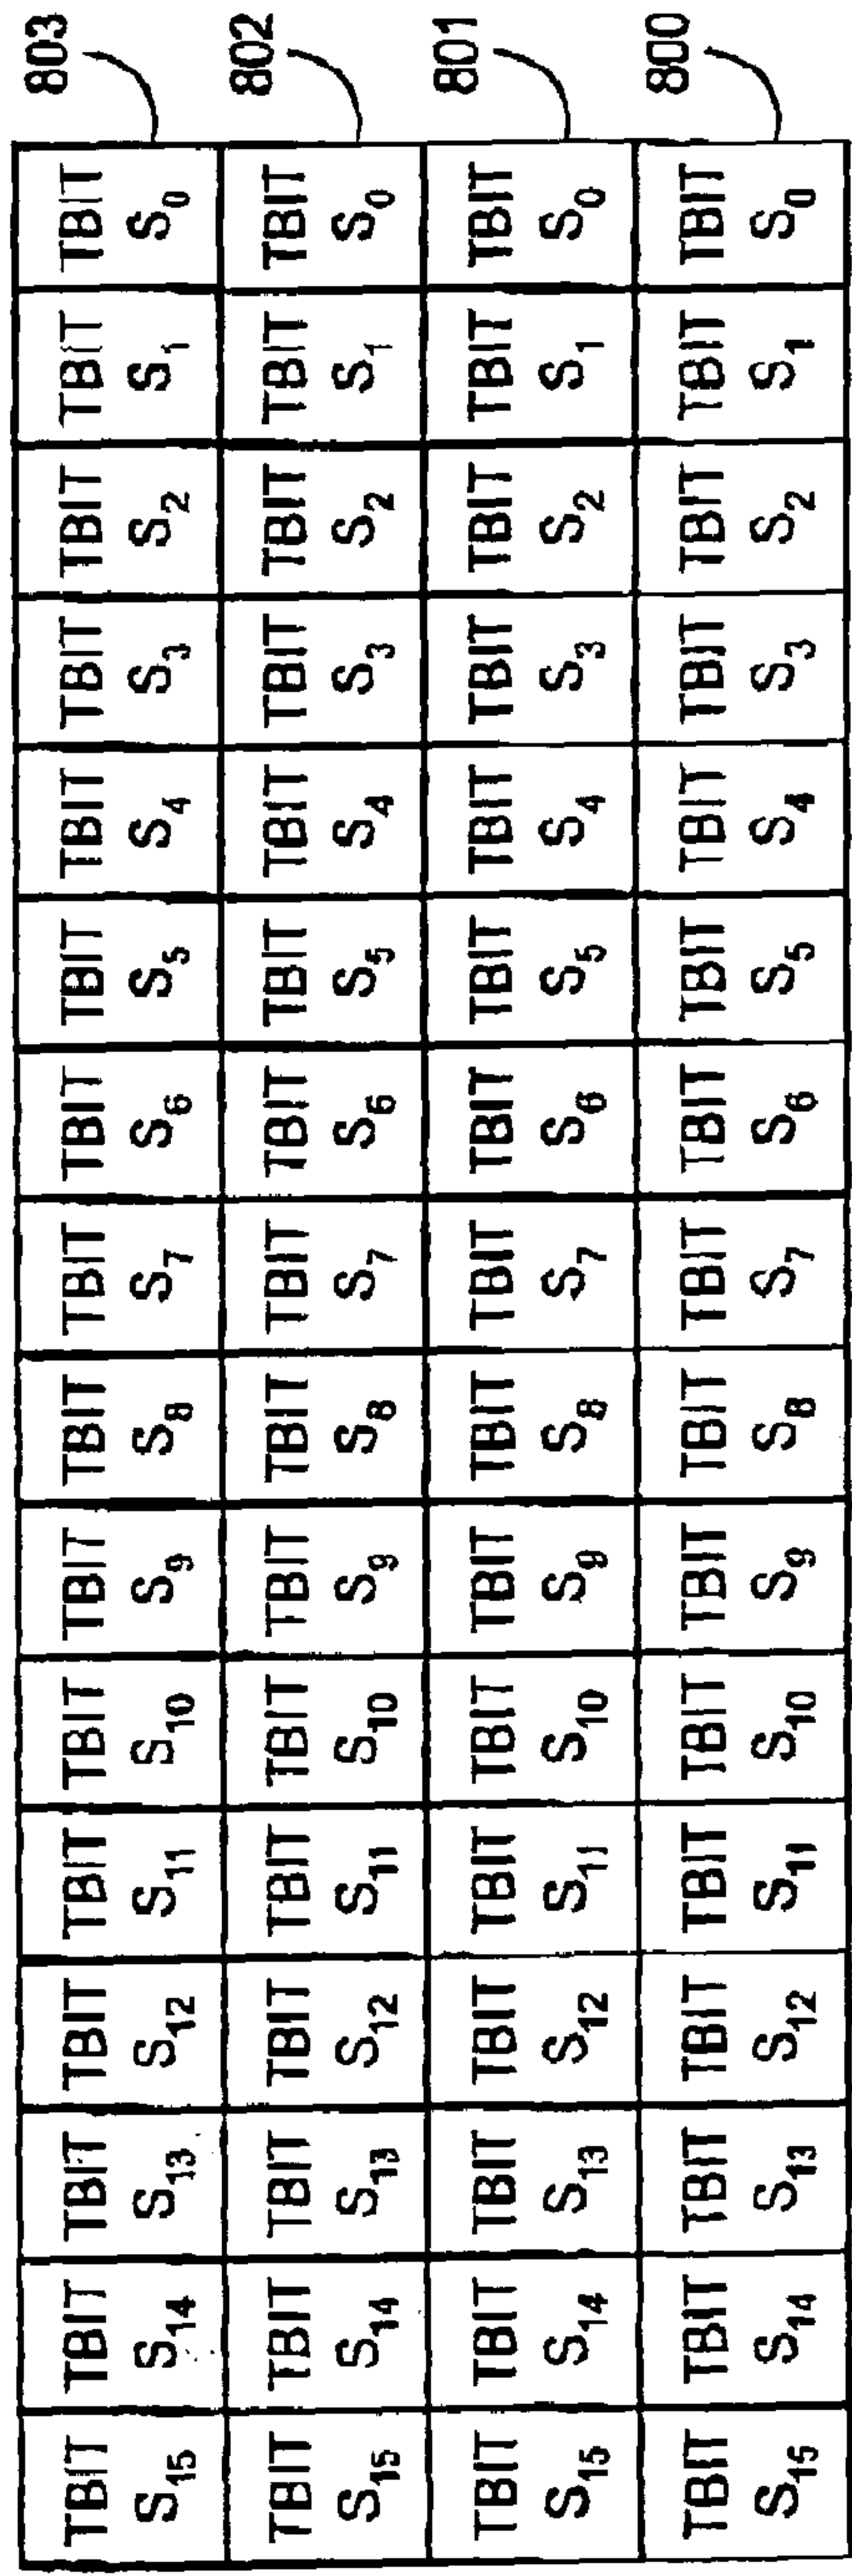 TBIT TBIT TBIT TBIT TBIT TBIT TBIT TBIT TBIT TBIT TBIT TBIT TBIT TBIT TBIT TBIT 803
S₁₅ S₁₄ S₁₃ S₁₂ S₁₁ S₁₀ S₉ S₈ S₇ S₆ S₅ S₄ S₃ S₂ S₁ S₀
TBIT TBIT TBIT TBIT TBIT TBIT TBIT TBIT TBIT TBIT TBIT TBIT TBIT TBIT TBIT TBIT 802
S₁₅ S₁₄ S₁₃ S₁₂ S₁₁ S₁₀ S₉ S₈ S₇ S₆ S₅ S₄ S₃ S₂ S₁ S₀
TBIT TBIT TBIT TBIT TBIT TBIT TBIT TBIT TBIT TBIT TBIT TBIT TBIT TBIT TBIT TBIT 801
S₁₅ S₁₄ S₁₃ S₁₂ S₁₁ S₁₀ S₉ S₈ S₇ S₆ S₅ S₄ S₃ S₂ S₁ S₀
TBIT TBIT TBIT TBIT TBIT TBIT TBIT TBIT TBIT TBIT TBIT TBIT TBIT TBIT TBIT TBIT 800
S₁₅ S₁₄ S₁₃ S₁₂ S₁₁ S₁₀ S₉ S₈ S₇ S₆ S₅ S₄ S₃ S₂ S₁ S₀